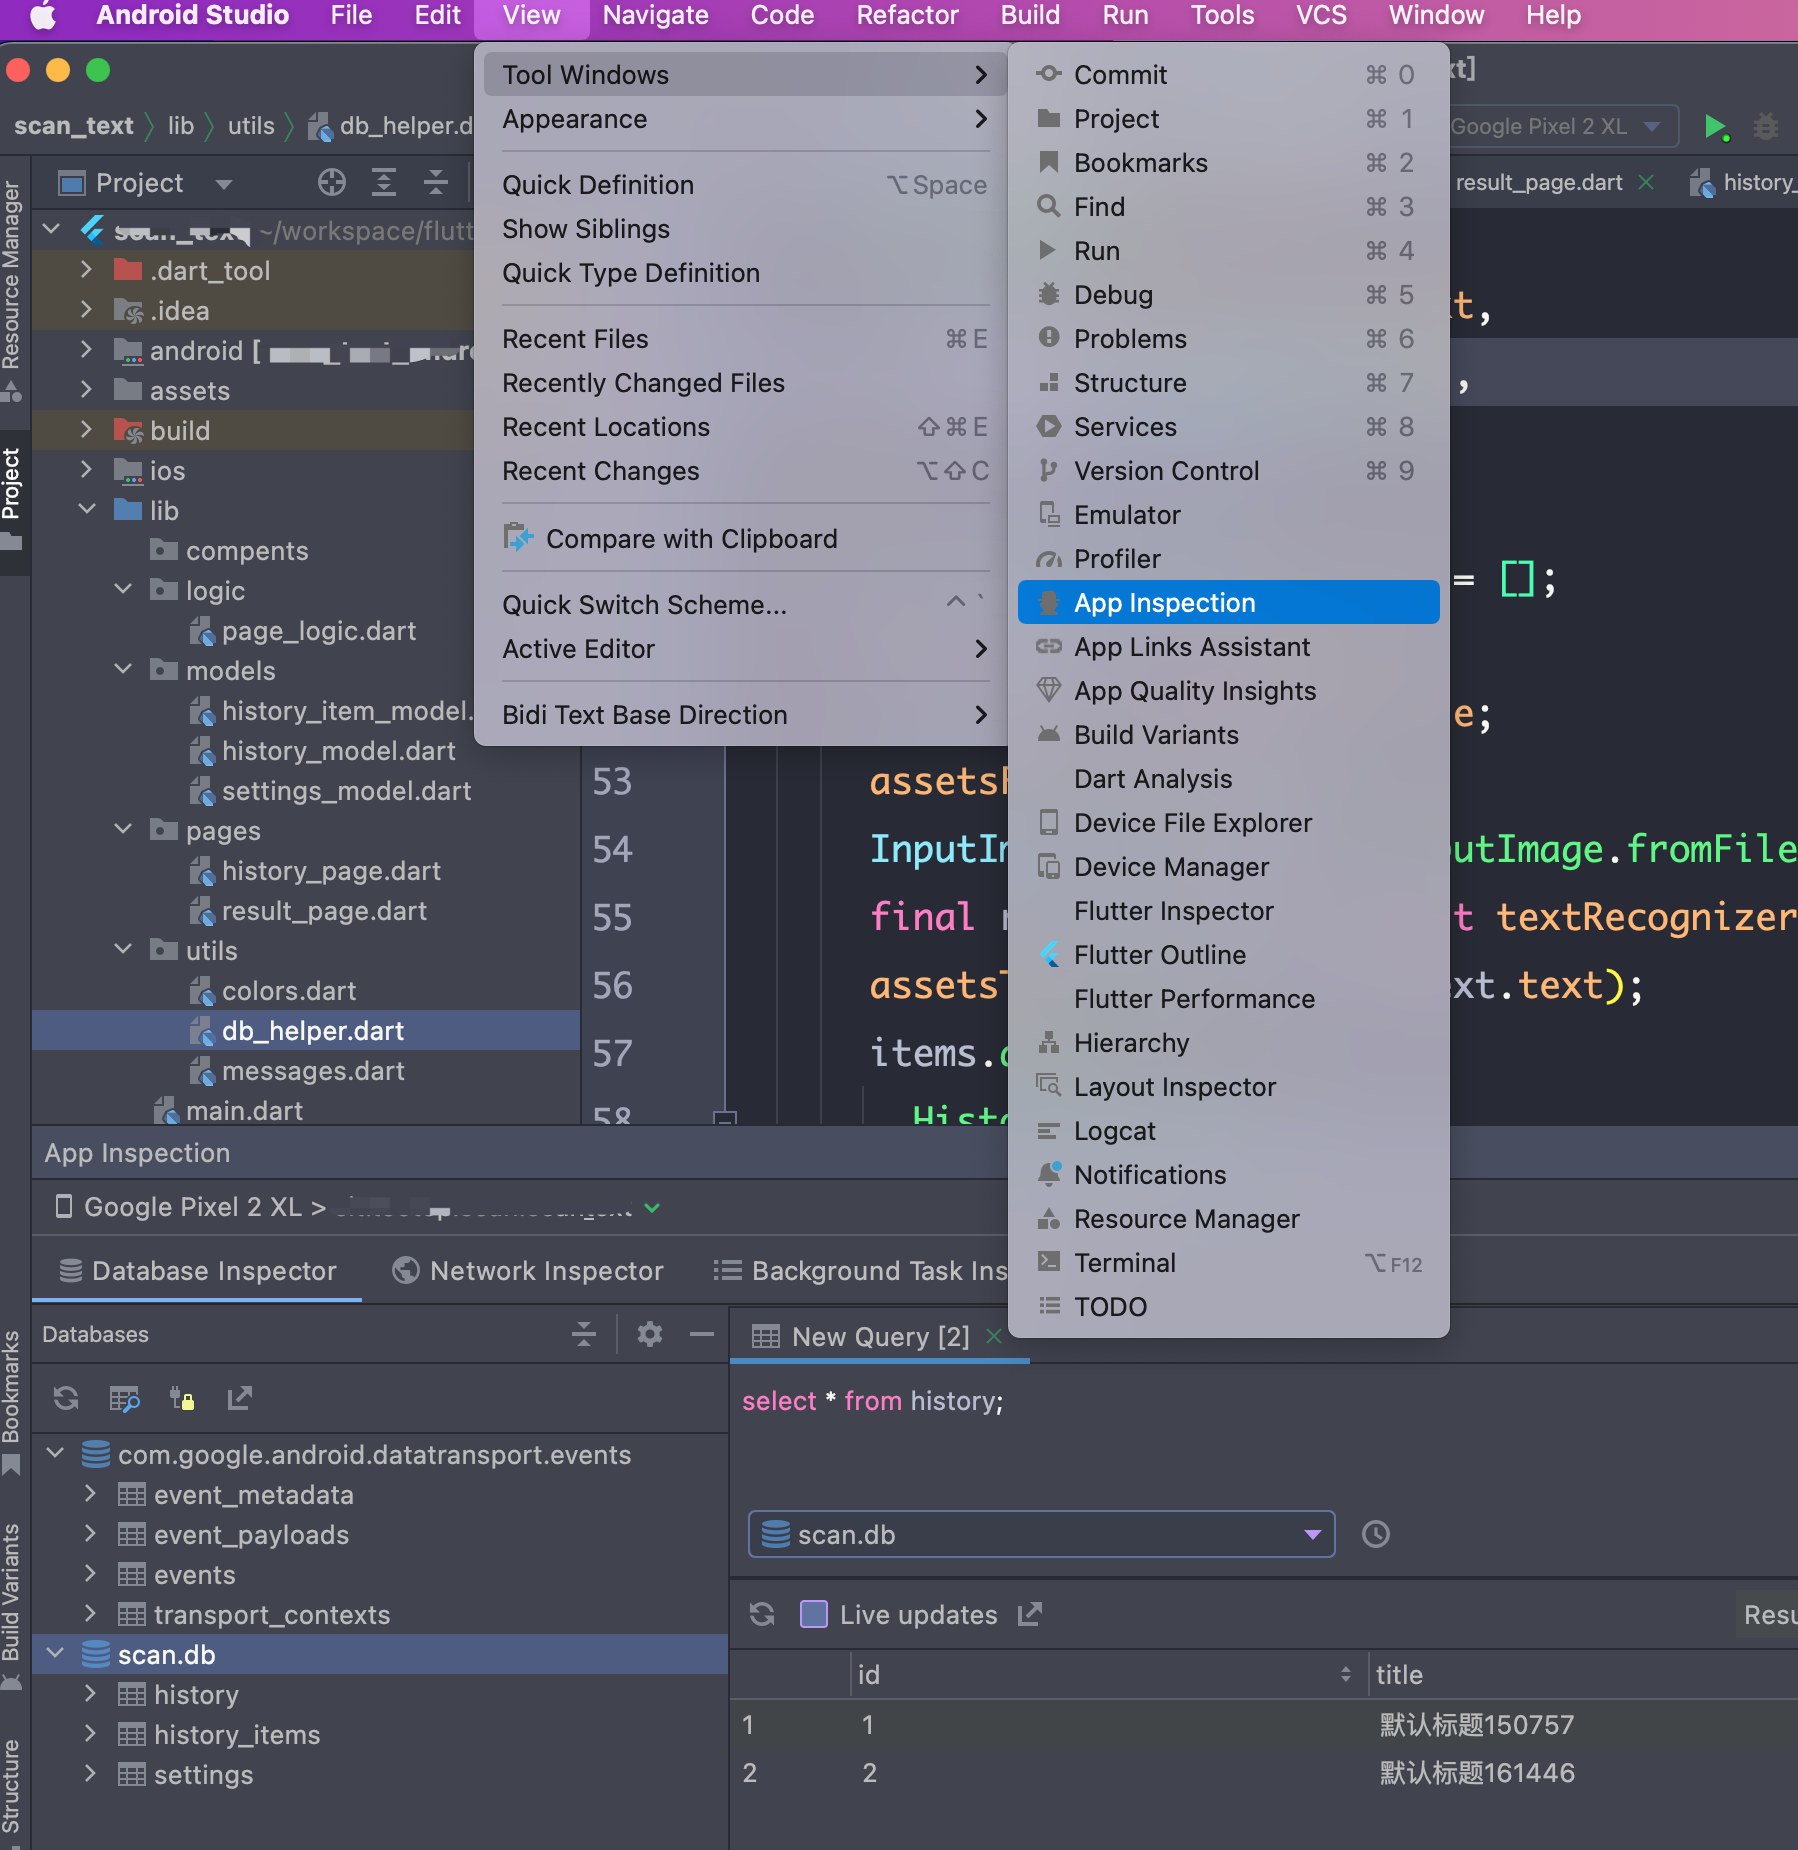 Android Studio File Edit View Navigate Code Refactor Build Run Tools VCS Window Help
xt]
scan_text lib utils db_helper.d
Google Pixel 2 XL
Project
result_page.dart history_
Resource Manager
Project
Bookmarks
Build Variants
Structure
scan_text ~/workspace/flutt
.dart_tool
.idea
android [
assets
build
ios
lib
compents
logic
page_logic.dart
models
history_item_model.
history_model.dart
settings_model.dart
pages
history_page.dart
result_page.dart
utils
colors.dart
db_helper.dart
messages.dart
main.dart
Tool Windows
Appearance
Quick Definition ⌥Space
Show Siblings
Quick Type Definition
Recent Files ⌘E
Recently Changed Files
Recent Locations ⇧⌘E
Recent Changes ⌥⇧C
Compare with Clipboard
Quick Switch Scheme... ^ `
Active Editor
Bidi Text Base Direction
Commit ⌘ 0
Project ⌘ 1
Bookmarks ⌘ 2
Find ⌘ 3
Run ⌘ 4
Debug ⌘ 5
Problems ⌘ 6
Structure ⌘ 7
Services ⌘ 8
Version Control ⌘ 9
Emulator
Profiler
App Inspection
App Links Assistant
App Quality Insights
Build Variants
Dart Analysis
Device File Explorer
Device Manager
Flutter Inspector
Flutter Outline
Flutter Performance
Hierarchy
Layout Inspector
Logcat
Notifications
Resource Manager
Terminal ⌥F12
TODO
t,
,
= [];
e;
53 assets
54 InputIn utImage.fromFile
55 final r t textRecognizer
56 assets xt.text);
57 items.
58 Hist
App Inspection
Google Pixel 2 XL >
Database Inspector Network Inspector Background Task Ins
Databases
New Query [2]
select * from history;
com.google.android.datatransport.events
event_metadata
event_payloads
events
transport_contexts
scan.db
history
history_items
settings
scan.db
Live updates
Resu
id title
1 1 默认标题150757
2 2 默认标题161446